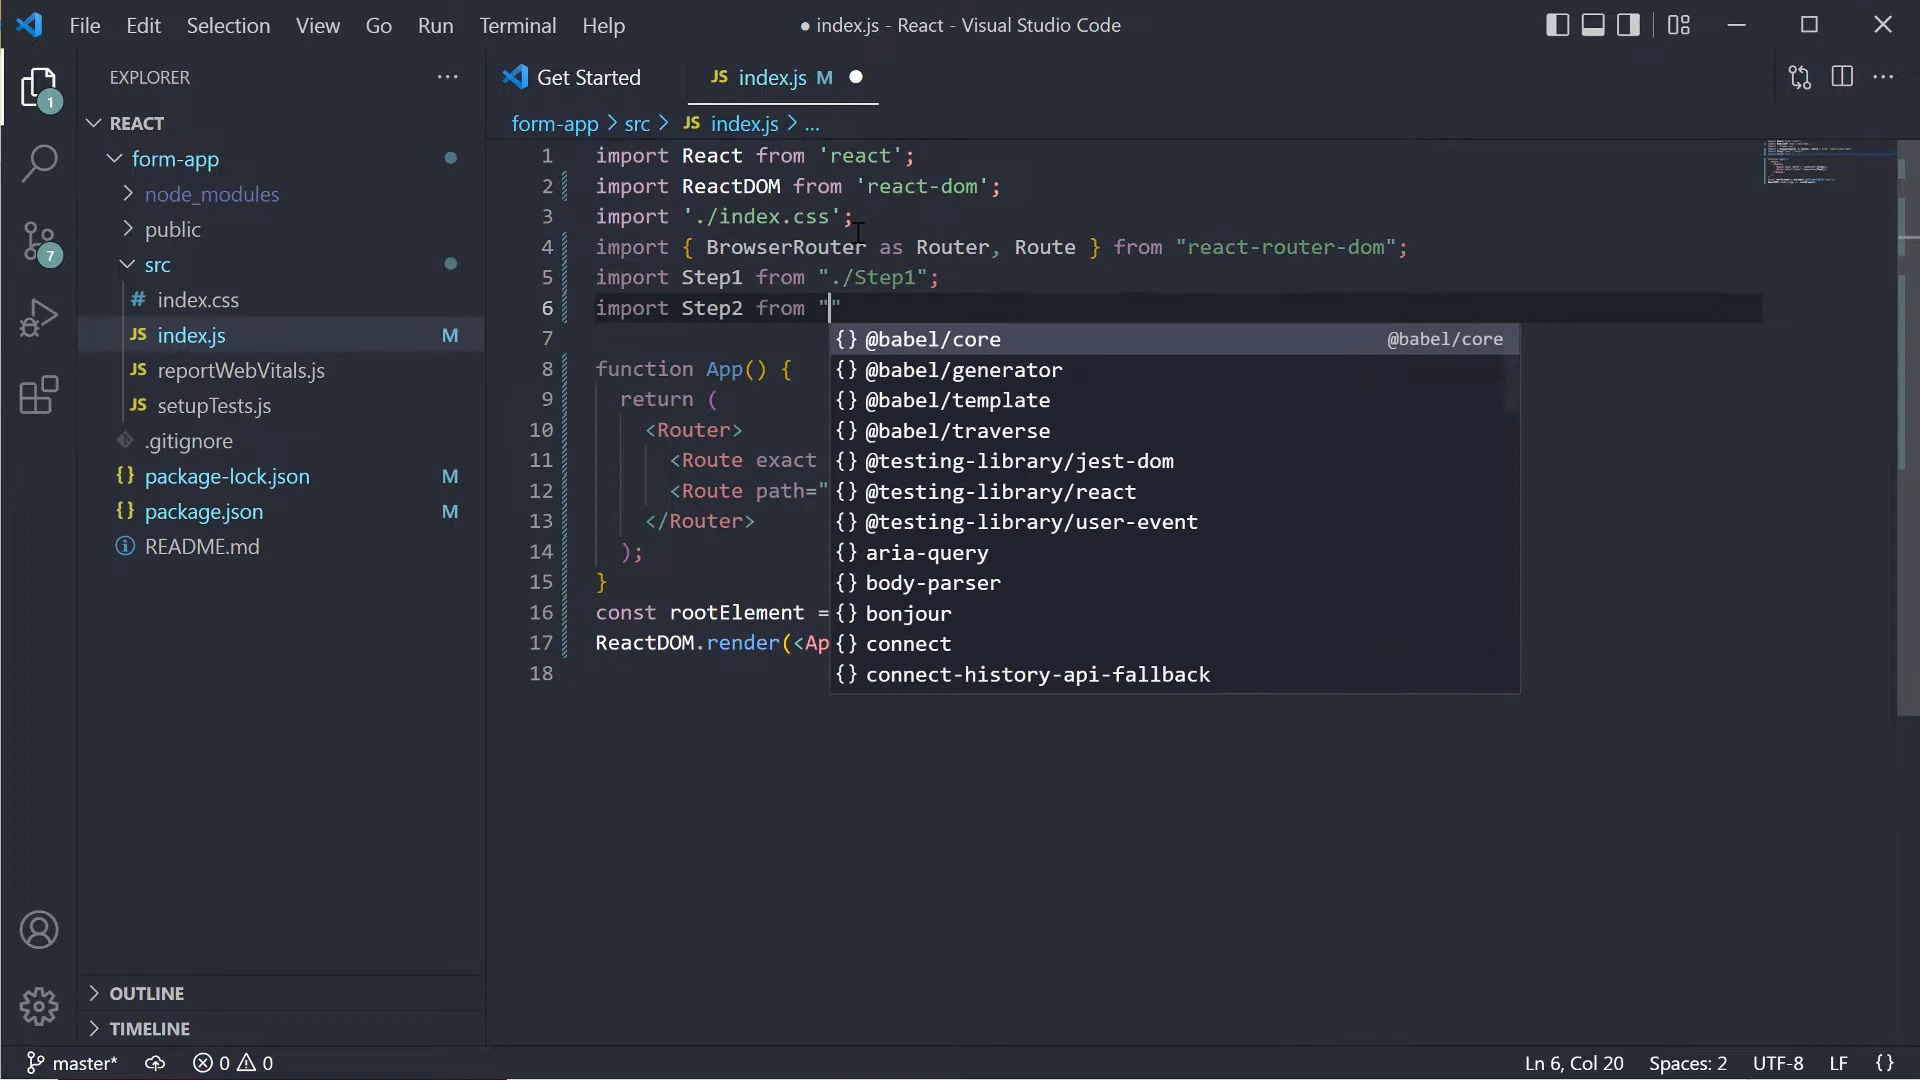 File Edit Selection View Go Run Terminal Help
● index.js - React - Visual Studio Code
EXPLORER
Get Started
JS index.js M
1
REACT
form-app > src > JS index.js > ...
form-app
node_modules
public
src
# index.css
JS index.js M
JS reportWebVitals.js
JS setupTests.js
.gitignore
{} package-lock.json M
{} package.json M
README.md
7
1 import React from 'react';
2 import ReactDOM from 'react-dom';
3 import './index.css';
4 import { BrowserRouter as Router, Route } from "react-router-dom";
5 import Step1 from "./Step1";
6 import Step2 from ""
7
8 function App() {
9 return (
10 <Router>
11 <Route exact
12 <Route path="
13 </Router>
14 );
15 }
16 const rootElement =
17 ReactDOM.render(<Ap
18
{} @babel/core @babel/core
{} @babel/generator
{} @babel/template
{} @babel/traverse
{} @testing-library/jest-dom
{} @testing-library/react
{} @testing-library/user-event
{} aria-query
{} body-parser
{} bonjour
{} connect
{} connect-history-api-fallback
OUTLINE
TIMELINE
master* 0 0
Ln 6, Col 20 Spaces: 2 UTF-8 LF {}